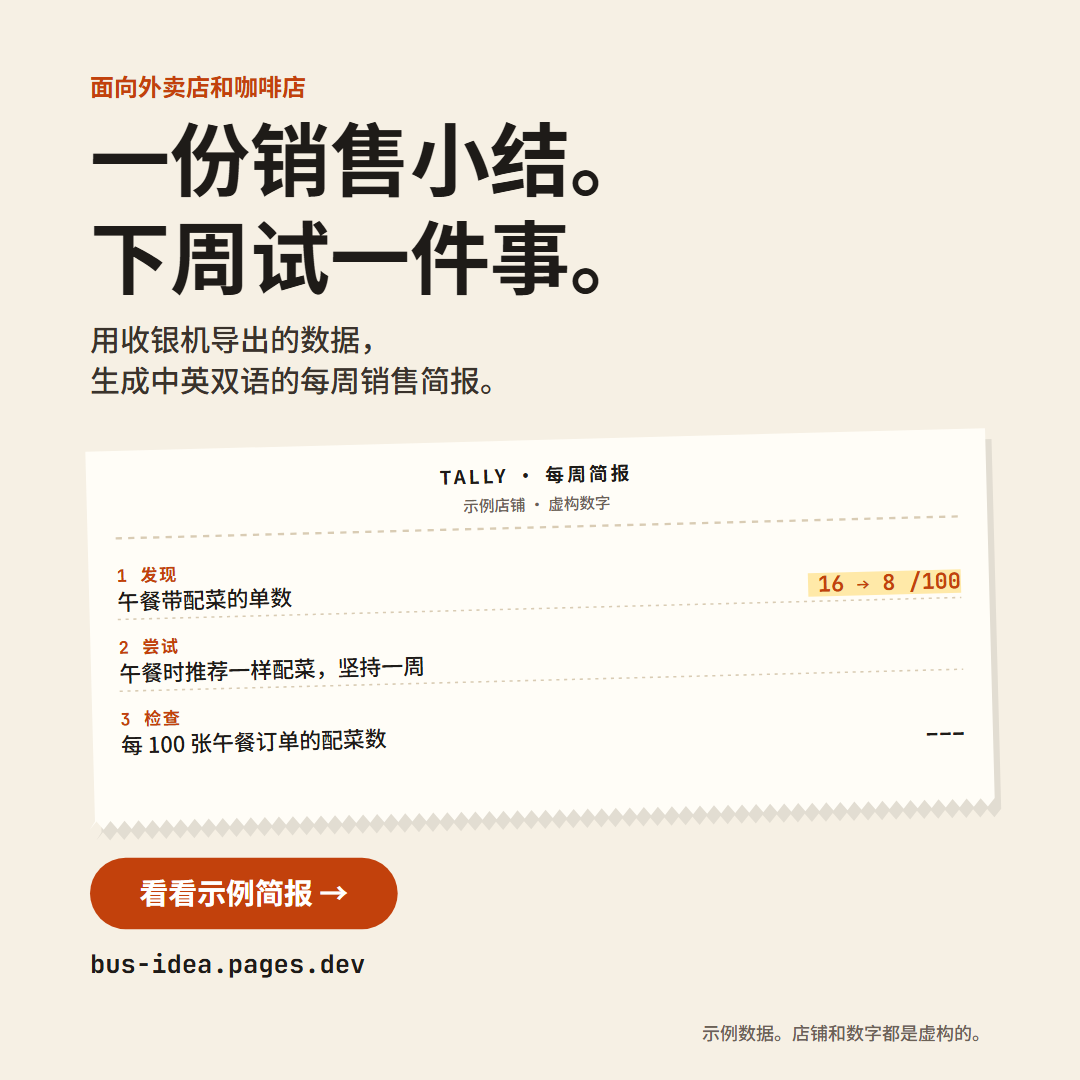 面向外卖店和咖啡店
一份销售小结。
下周试一件事。
用收银机导出的数据，
生成中英双语的每周销售简报。
TALLY · 每周简报
示例店铺 · 虚构数字
1 发现
午餐带配菜的单数
16 → 8 /100
2 尝试
午餐时推荐一样配菜，坚持一周
3 检查
每 100 张午餐订单的配菜数
---
看看示例简报 →
bus-idea.pages.dev
示例数据。店铺和数字都是虚构的。